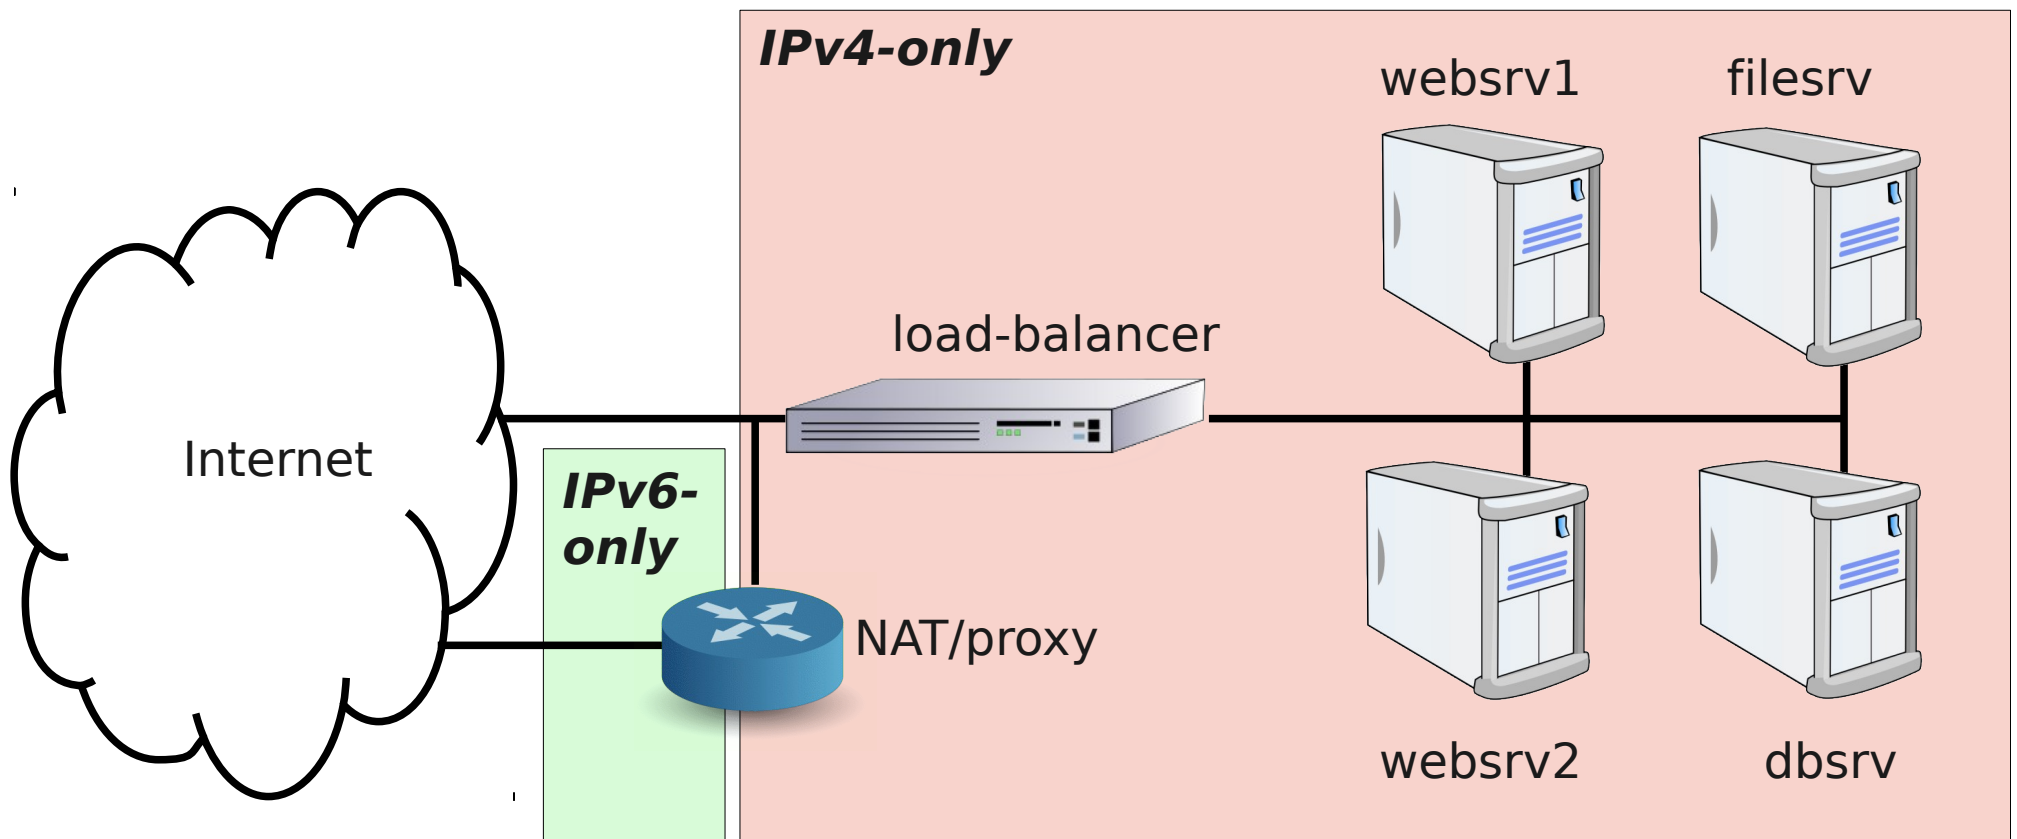 IPv4-only
websrv1
filesrv
load-balancer
Internet
IPv6-
only
NAT/proxy
websrv2
dbsrv